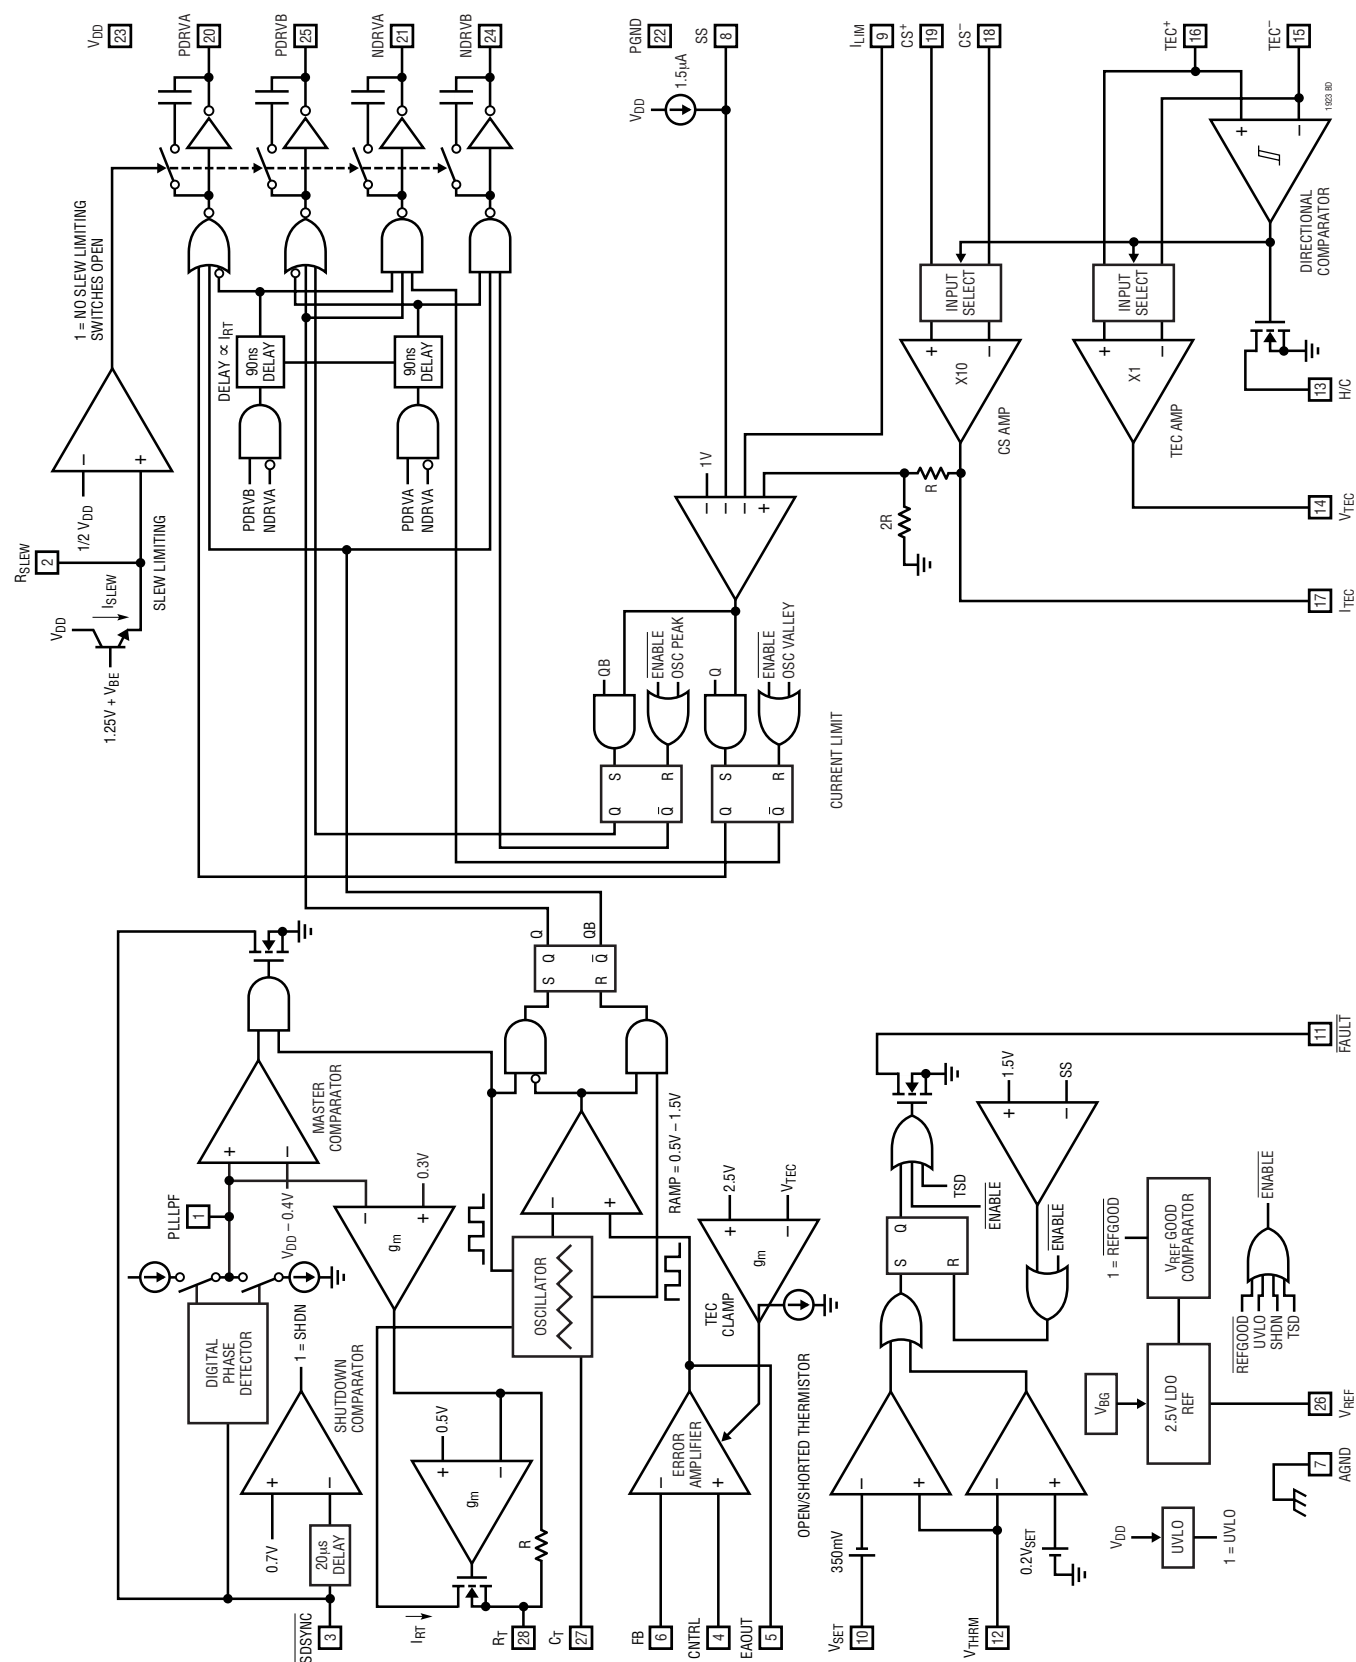 SDSYNC
3
20µs
DELAY
0.7V
SHUTDOWN
COMPARATOR
+
−
1 = SHDN
DIGITAL
PHASE
DETECTOR
PLLLPF
1
VDD – 0.4V
MASTER
COMPARATOR
+
−
gm
−
+
0.3V
IRT
gm
+
−
0.5V
R
RT
28
CT
27
OSCILLATOR
−
+
RAMP = 0.5V – 1.5V
S
Q
R
Q
Q
QB
FB
6
CNTRL
4
EAOUT
5
ERROR
AMPLIFIER
−
+
TEC
CLAMP
gm
+
−
2.5V
VTEC
OPEN/SHORTED THERMISTOR
VSET
10
350mV
−
+
VTHRM
12
0.2VSET
−
+
S
Q
R
ENABLE
+
−
1.5V
SS
TSD
ENABLE
FAULT
11
VDD
UVLO
1 = UVLO
VBG
2.5V LDO
REF
VREF GOOD
COMPARATOR
1 = REFGOOD
REFGOOD
UVLO
SHDN
TSD
ENABLE
AGND
7
VREF
26
1.25V + VBE
VDD
ISLEW
RSLEW
2
SLEW LIMITING
1/2 VDD
−
+
1 = NO SLEW LIMITING
SWITCHES OPEN
PDRVB
NDRVA
90ns
DELAY
DELAY ∝ IRT
PDRVA
NDRVA
90ns
DELAY
VDD
23
PDRVA
20
PDRVB
25
NDRVA
21
NDRVB
24
PGND
22
SS
8
VDD
1.5µA
ILIM
9
CS+
19
CS−
18
TEC+
16
TEC−
15
1923 BD
1V
−
−
−
+
QB
ENABLE
OSC PEAK
Q
ENABLE
OSC VALLEY
Q
S
Q
R
Q
S
Q
R
CURRENT LIMIT
2R
R
INPUT
SELECT
+
−
X10
CS AMP
INPUT
SELECT
+
−
X1
TEC AMP
+
−
DIRECTIONAL
COMPARATOR
H/C
13
VTEC
14
ITEC
17